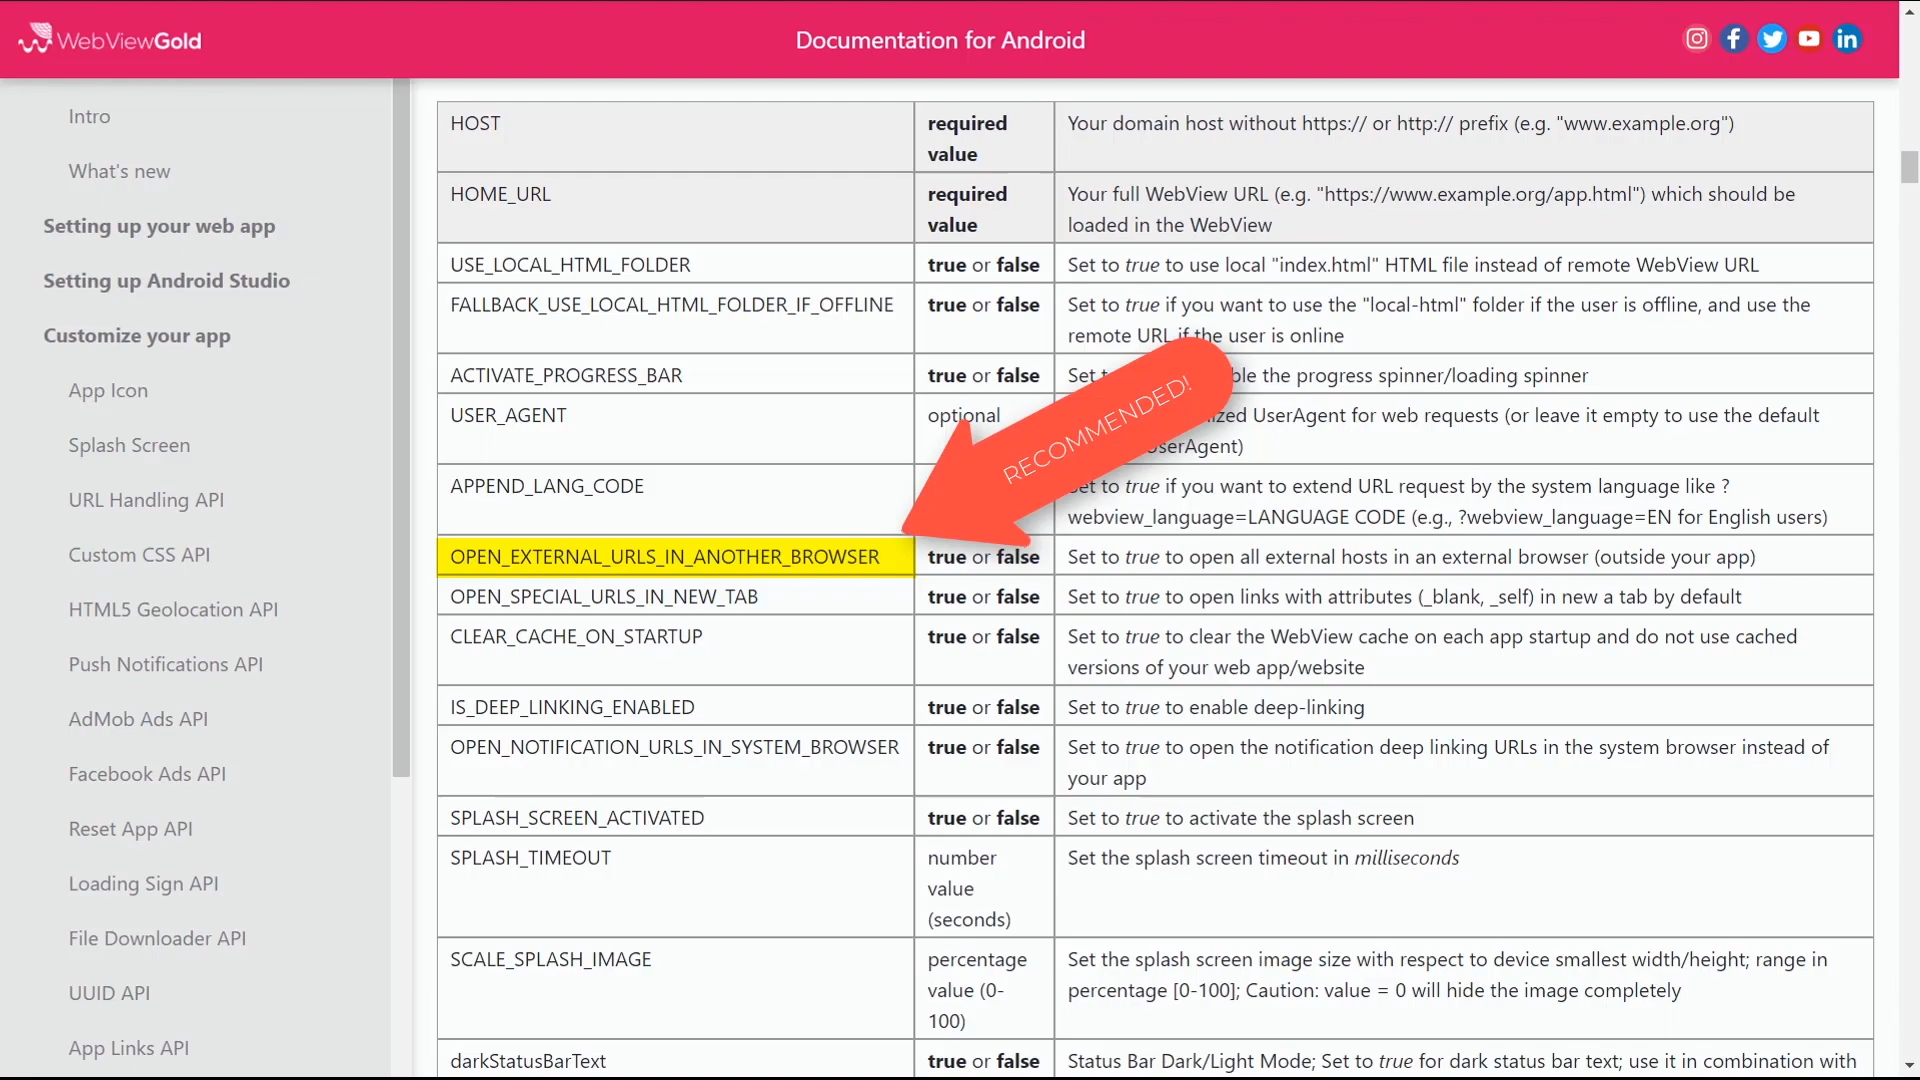 WebViewGold
Documentation for Android
Intro
What's new
Setting up your web app
Setting up Android Studio
Customize your app
App Icon
Splash Screen
URL Handling API
Custom CSS API
HTML5 Geolocation API
Push Notifications API
AdMob Ads API
Facebook Ads API
Reset App API
Loading Sign API
File Downloader API
UUID API
App Links API
HOST
required
value
Your domain host without https:// or http:// prefix (e.g. "www.example.org")
HOME_URL
required
value
Your full WebView URL (e.g. "https://www.example.org/app.html") which should be
loaded in the WebView
USE_LOCAL_HTML_FOLDER
true or false
Set to true to use local "index.html" HTML file instead of remote WebView URL
FALLBACK_USE_LOCAL_HTML_FOLDER_IF_OFFLINE
true or false
Set to true if you want to use the "local-html" folder if the user is offline, and use the
remote URL if the user is online
ACTIVATE_PROGRESS_BAR
true or false
Set the progress spinner/loading spinner
USER_AGENT
optional
UserAgent for web requests (or leave it empty to use the default
UserAgent)
RECOMMENDED!
APPEND_LANG_CODE
Set to true if you want to extend URL request by the system language like ?
webview_language=LANGUAGE CODE (e.g., ?webview_language=EN for English users)
OPEN_EXTERNAL_URLS_IN_ANOTHER_BROWSER
true or false
Set to true to open all external hosts in an external browser (outside your app)
OPEN_SPECIAL_URLS_IN_NEW_TAB
true or false
Set to true to open links with attributes (_blank, _self) in new a tab by default
CLEAR_CACHE_ON_STARTUP
true or false
Set to true to clear the WebView cache on each app startup and do not use cached
versions of your web app/website
IS_DEEP_LINKING_ENABLED
true or false
Set to true to enable deep-linking
OPEN_NOTIFICATION_URLS_IN_SYSTEM_BROWSER
true or false
Set to true to open the notification deep linking URLs in the system browser instead of
your app
SPLASH_SCREEN_ACTIVATED
true or false
Set to true to activate the splash screen
SPLASH_TIMEOUT
number
value
(seconds)
Set the splash screen timeout in milliseconds
SCALE_SPLASH_IMAGE
percentage
value (0-
100)
Set the splash screen image size with respect to device smallest width/height; range in
percentage [0-100]; Caution: value = 0 will hide the image completely
darkStatusBarText
true or false
Status Bar Dark/Light Mode; Set to true for dark status bar text; use it in combination with